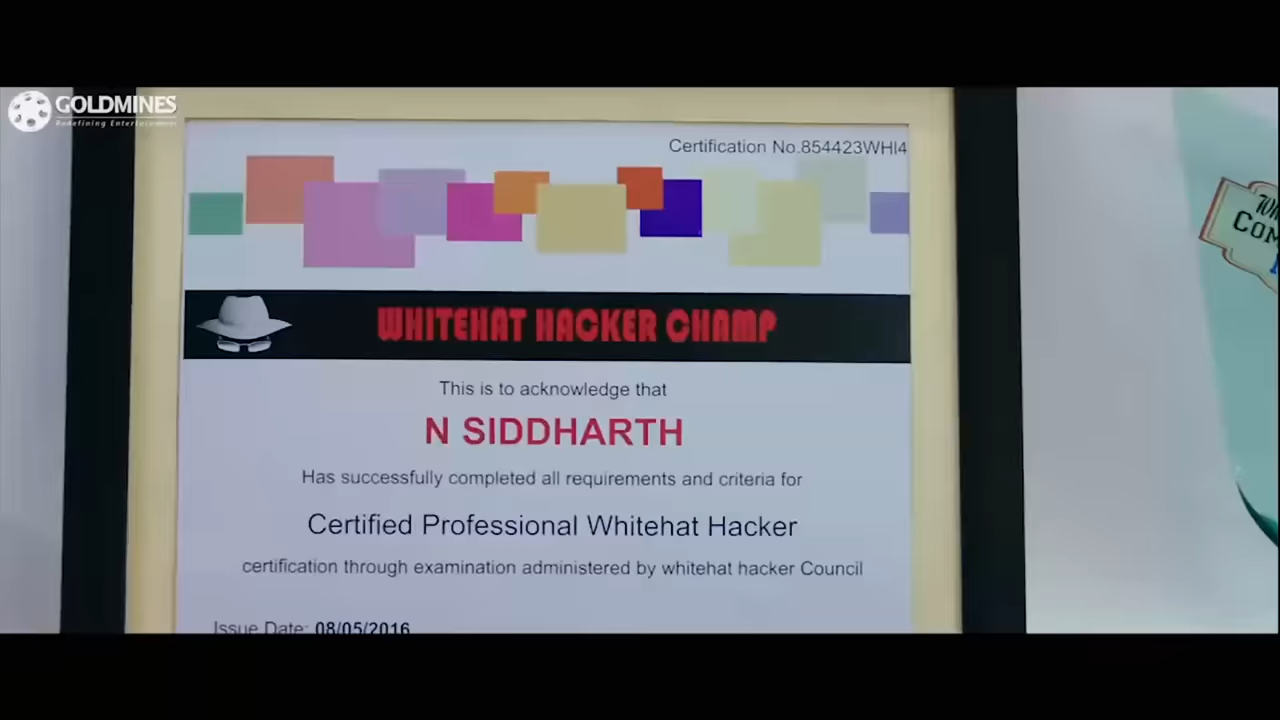 GOLDMINES
Redefining Entertainment
Certification No.854423WHI4
WHITEHAT HACKER CHAMP
This is to acknowledge that
N SIDDHARTH
Has successfully completed all requirements and criteria for
Certified Professional Whitehat Hacker
certification through examination administered by whitehat hacker Council
Issue Date: 08/05/2016